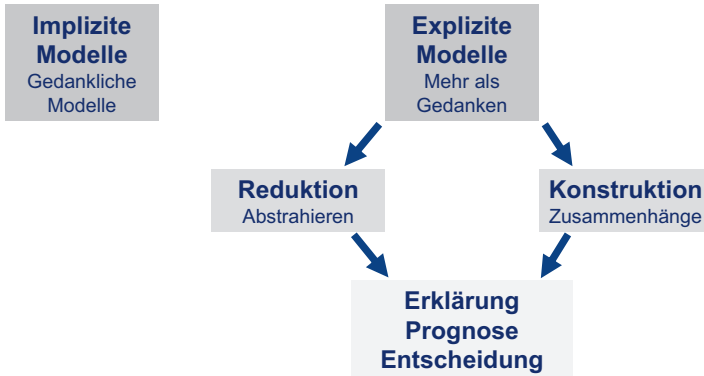 Implizite
Modelle
Gedankliche
Modelle
Explizite
Modelle
Mehr als
Gedanken
Reduktion
Abstrahieren
Konstruktion
Zusammenhänge
Erklärung
Prognose
Entscheidung